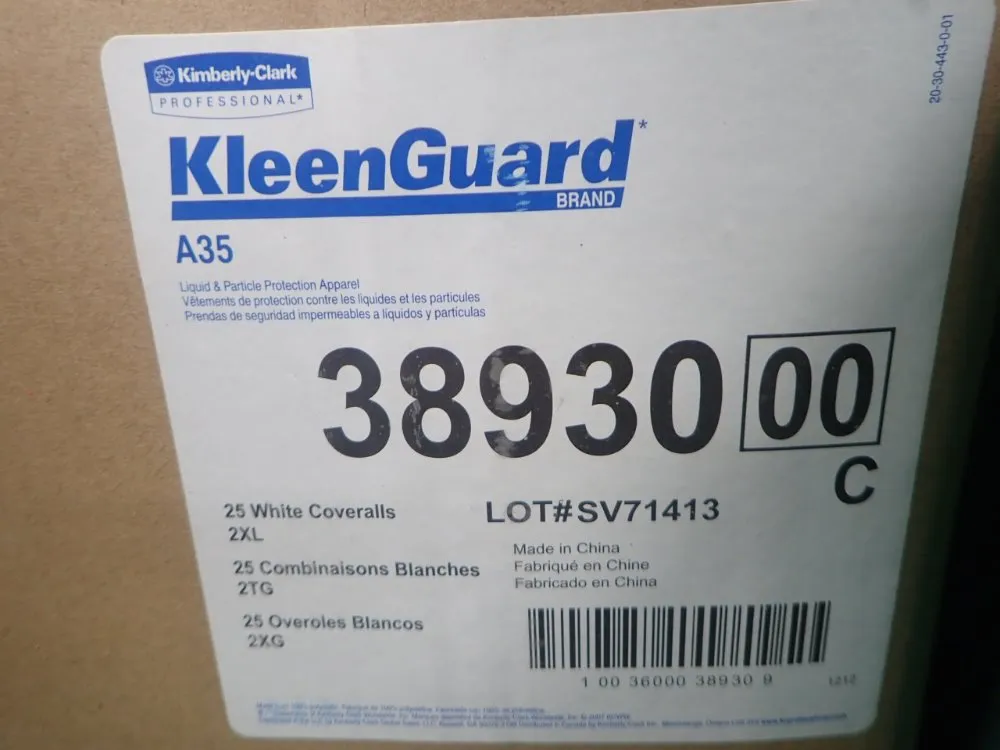 20-30-443-0-01
Kimberly-Clark
PROFESSIONAL*
KleenGuard*
BRAND
A35
Liquid & Particle Protection Apparel
Vêtements de protection contre les liquides et les particules
Prendas de seguridad impermeables a líquidos y partículas
38930 00
C
25 White Coveralls
2XL
25 Combinaisons Blanches
2TG
25 Overoles Blancos
2XG
LOT#SV71413
Made in China
Fabriqué en Chine
Fabricado en China
1 00 36000 38930 9
1212